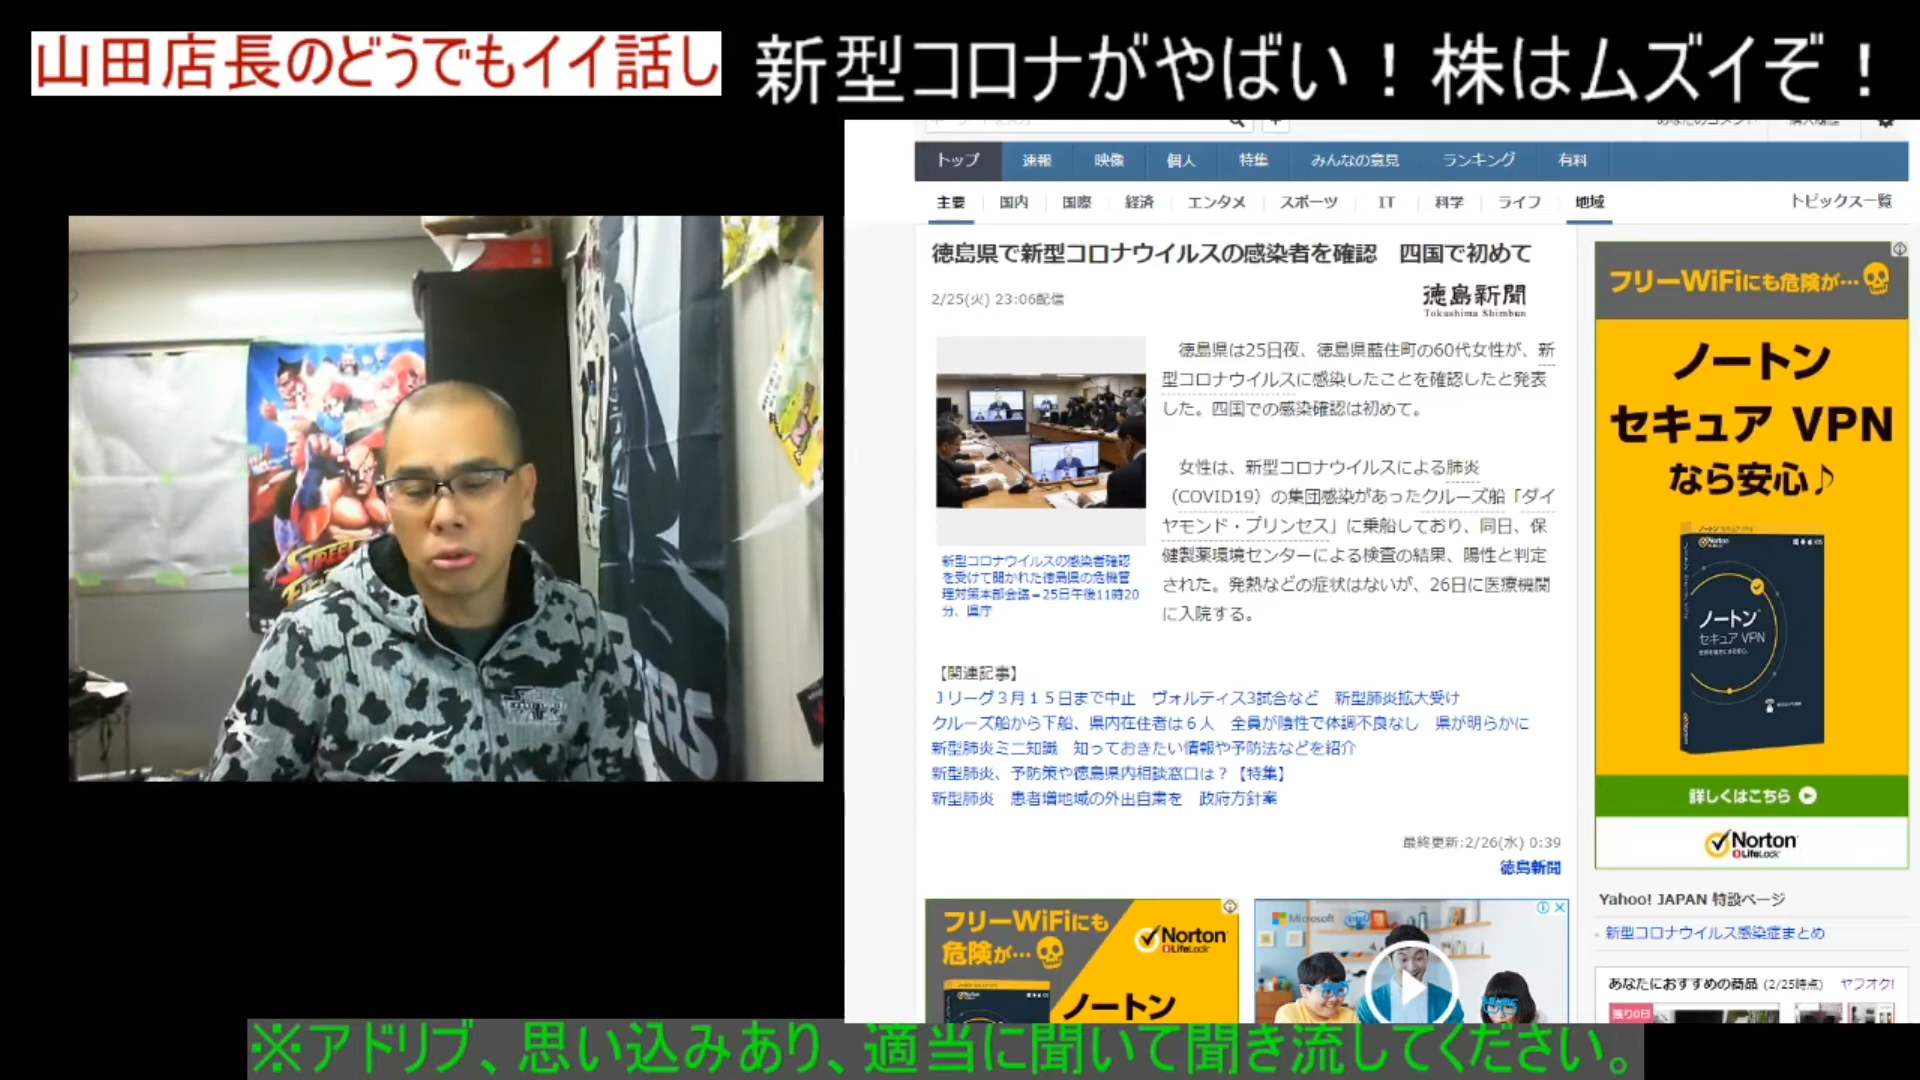 山田店長のどうでもイイ話し
新型コロナがやばい！株はムズイぞ！
トップ 速報 映像 個人 特集 みんなの意見 ランキング 有料
主要 国内 国際 経済 エンタメ スポーツ IT 科学 ライフ 地域 トピックス一覧
徳島県で新型コロナウイルスの感染者を確認 四国で初めて
2/25(火) 23:06配信
徳島新聞
Tokushima Shimbun
徳島県は25日夜、徳島県藍住町の60代女性が、新
型コロナウイルスに感染したことを確認したと発表
した。四国での感染確認は初めて。
女性は、新型コロナウイルスによる肺炎
（COVID19）の集団感染があったクルーズ船「ダイ
ヤモンド・プリンセス」に乗船しており、同日、保
健製薬環境センターによる検査の結果、陽性と判定
された。発熱などの症状はないが、26日に医療機関
に入院する。
新型コロナウイルスの感染者確認
を受けて開かれた徳島県の危機管
理対策本部会議＝25日午後11時20
分、県庁
【関連記事】
Ｊリーグ３月１５日まで中止 ヴォルティス3試合など 新型肺炎拡大受け
クルーズ船から下船、県内在住者は６人 全員が陰性で体調不良なし 県が明らかに
新型肺炎ミニ知識 知っておきたい情報や予防法などを紹介
新型肺炎、予防策や徳島県内相談窓口は？【特集】
新型肺炎 患者増地域の外出自粛を 政府方針案
最終更新:2/26(水) 0:39
徳島新聞
フリーWiFiにも危険が…
ノートン
セキュア VPN
なら安心♪
Norton
ノートン
セキュア VPN
詳しくはこちら
Norton
LifeLock
Yahoo! JAPAN 特設ページ
新型コロナウイルス感染症まとめ
あなたにおすすめの商品 (2/25時点) ヤフオク!
残り0日
フリーWiFiにも
危険が…
Norton
LifeLock
ノートン
Microsoft
intel
STREET
※アドリブ、思い込みあり、適当に聞いて聞き流してください。